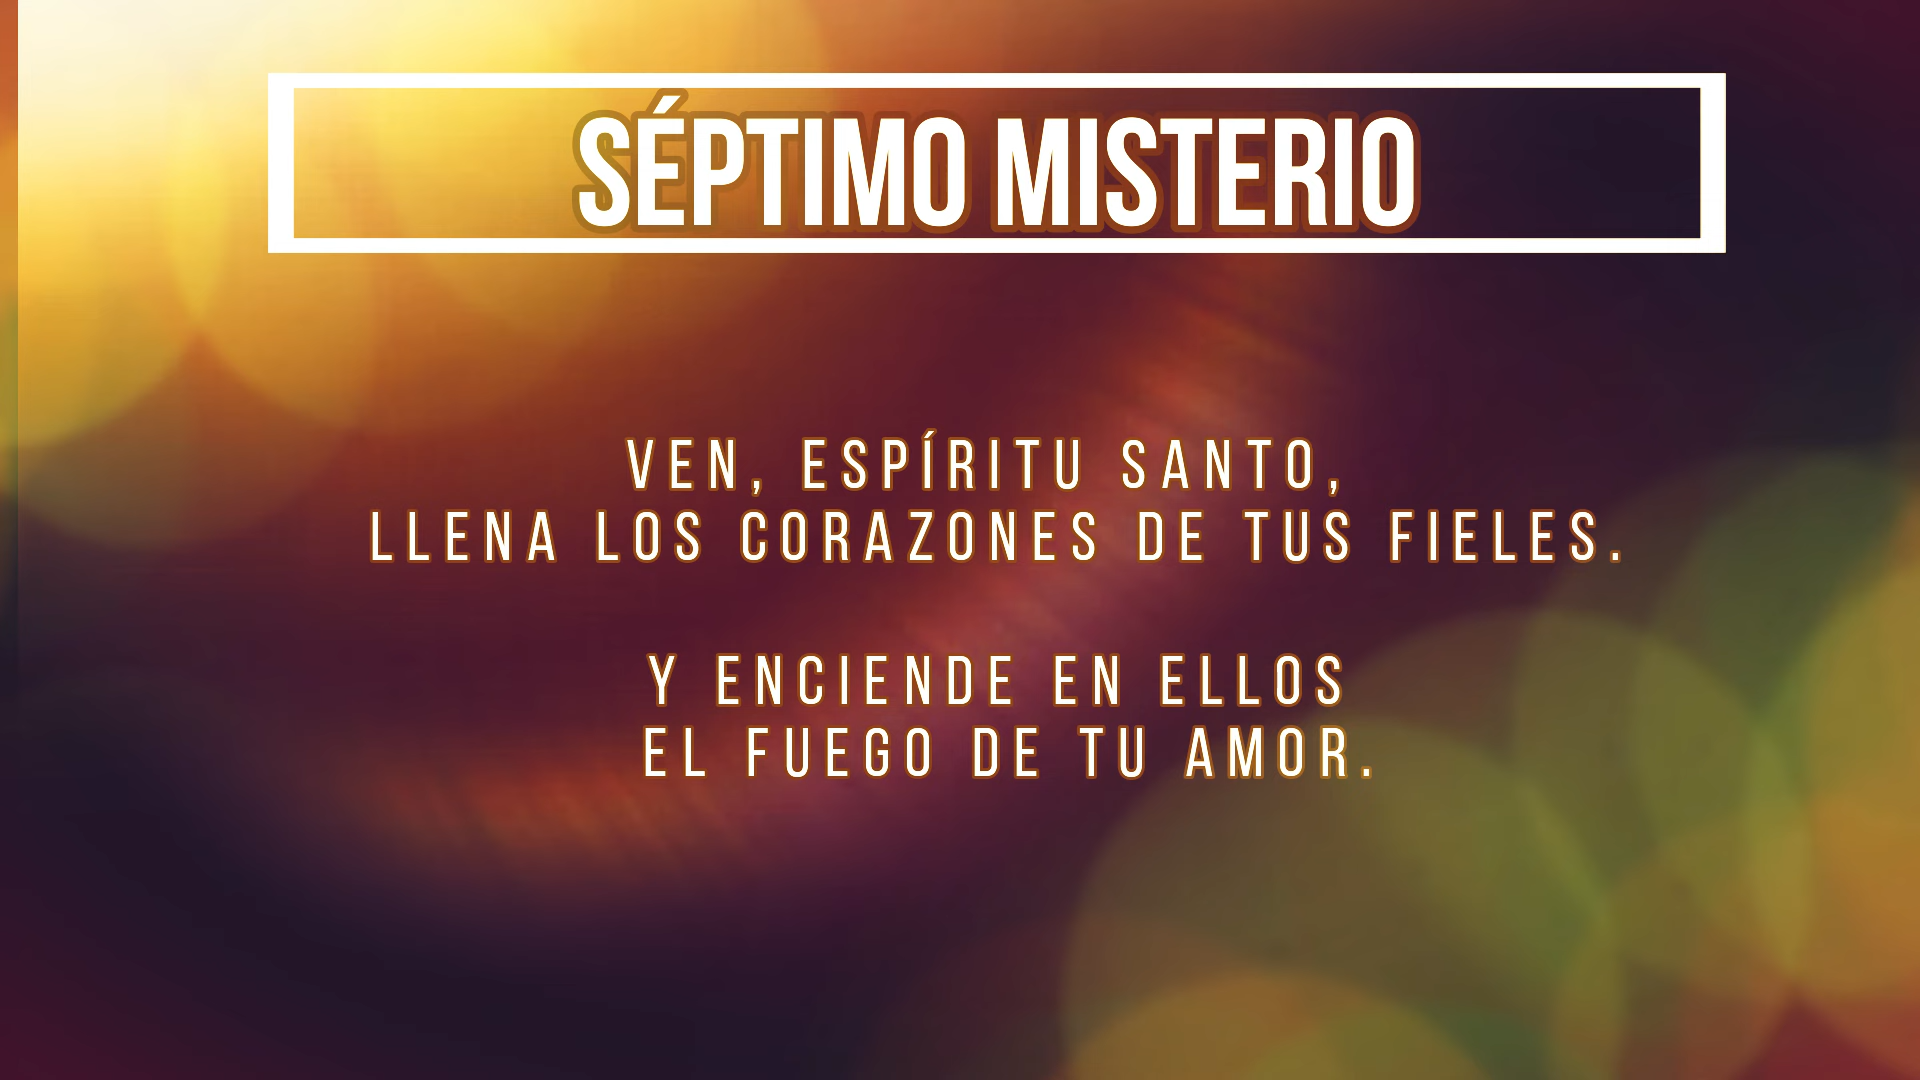 SÉPTIMO MISTERIO
VEN, ESPÍRITU SANTO,
LLENA LOS CORAZONES DE TUS FIELES.
Y ENCIENDE EN ELLOS
EL FUEGO DE TU AMOR.